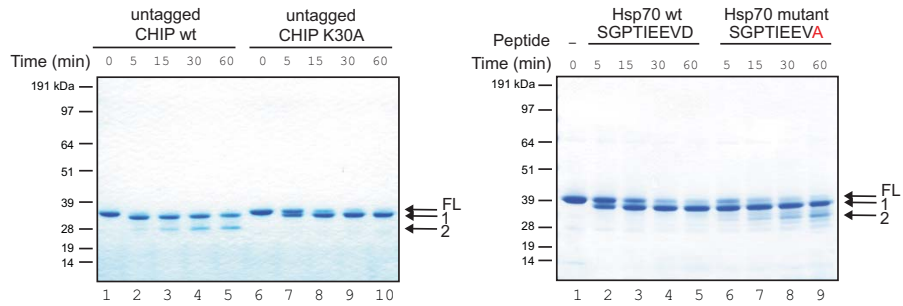 untagged
CHIP wt
untagged
CHIP K30A
Time (min) 0 5 15 30 60 0 5 15 30 60
191 kDa
97
64
51
39
28
19
14
FL
1
2
1 2 3 4 5 6 7 8 9 10
Hsp70 wt
SGPTIEEVD
Hsp70 mutant
SGPTIEEVA
Peptide –
Time (min) 5 15 30 60 5 15 30 60
191 kDa
97
64
51
39
28
19
14
FL
1
2
1 2 3 4 5 6 7 8 9